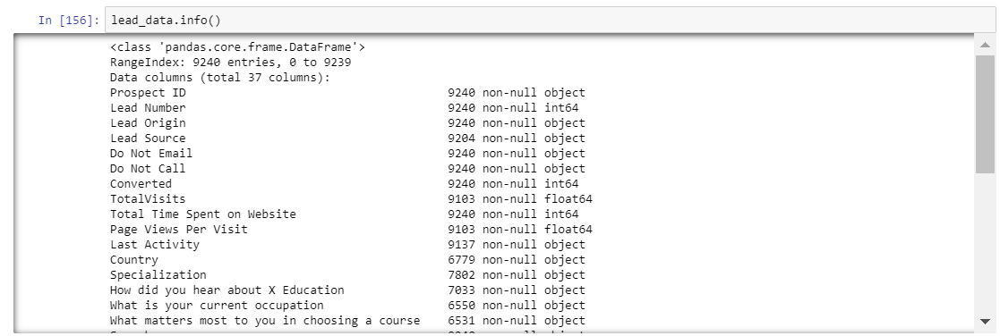 In [156]: lead_data.info()
<class 'pandas.core.frame.DataFrame'>
RangeIndex: 9240 entries, 0 to 9239
Data columns (total 37 columns):
Prospect ID 9240 non-null object
Lead Number 9240 non-null int64
Lead Origin 9240 non-null object
Lead Source 9204 non-null object
Do Not Email 9240 non-null object
Do Not Call 9240 non-null object
Converted 9240 non-null int64
TotalVisits 9103 non-null float64
Total Time Spent on Website 9240 non-null int64
Page Views Per Visit 9103 non-null float64
Last Activity 9137 non-null object
Country 6779 non-null object
Specialization 7802 non-null object
How did you hear about X Education 7033 non-null object
What is your current occupation 6550 non-null object
What matters most to you in choosing a course 6531 non-null object